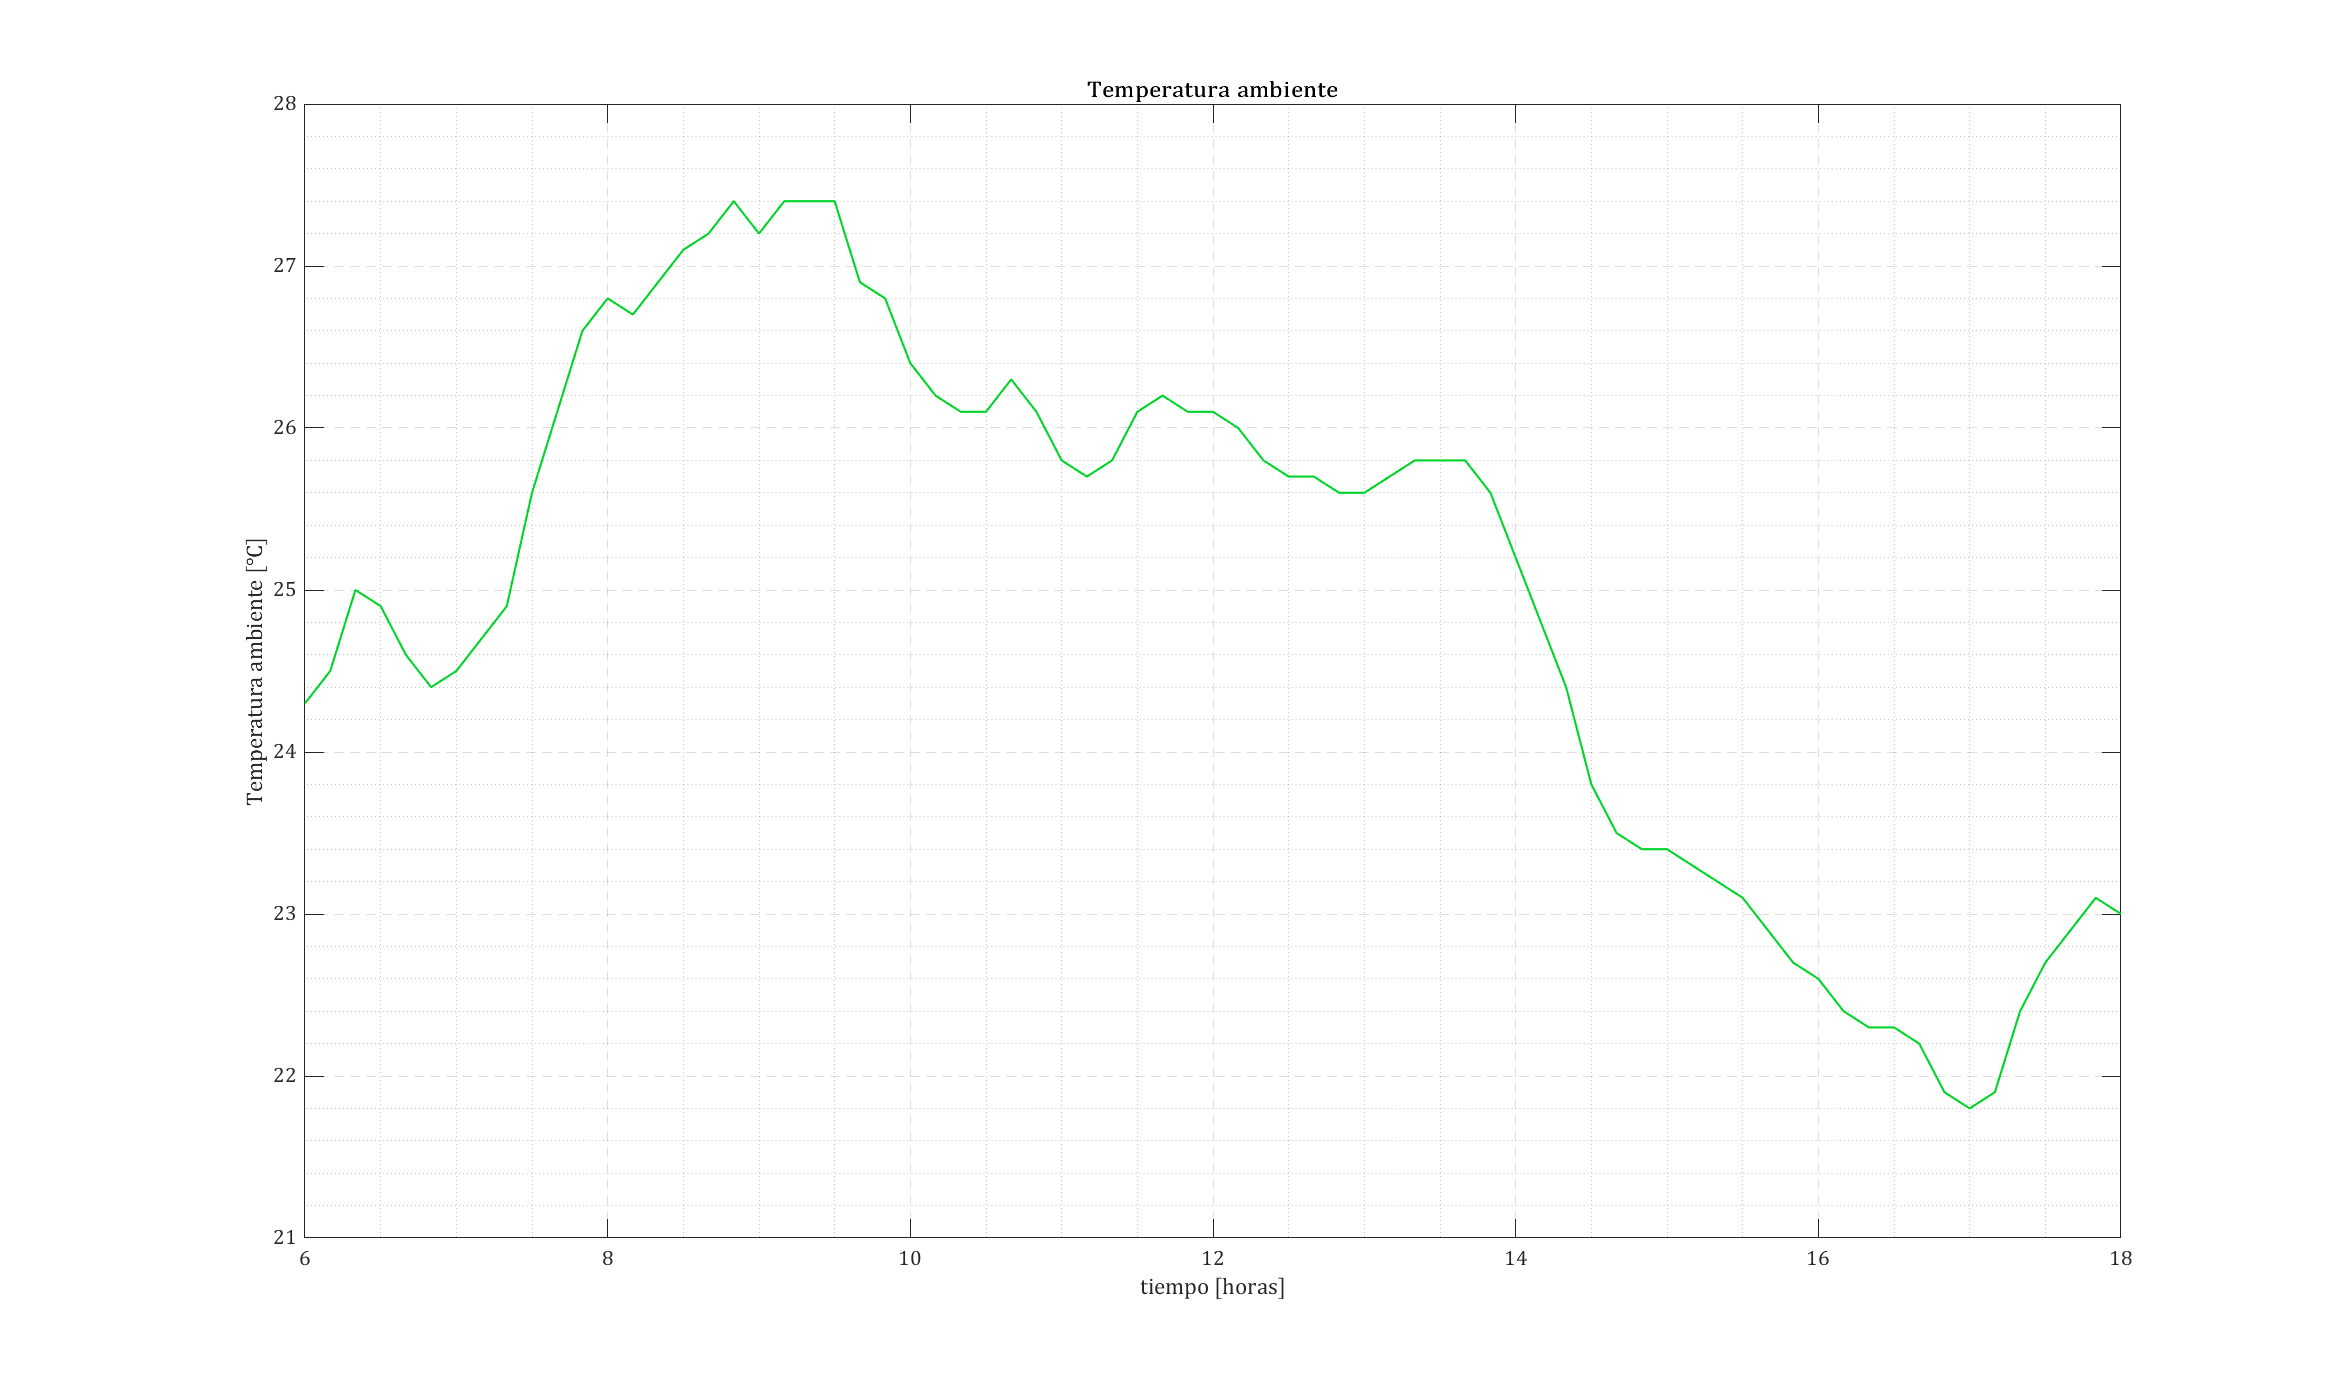 Temperatura ambiente
28
27
26
25
24
23
22
21
Temperatura ambiente [°C]
6 8 10 12 14 16 18
tiempo [horas]